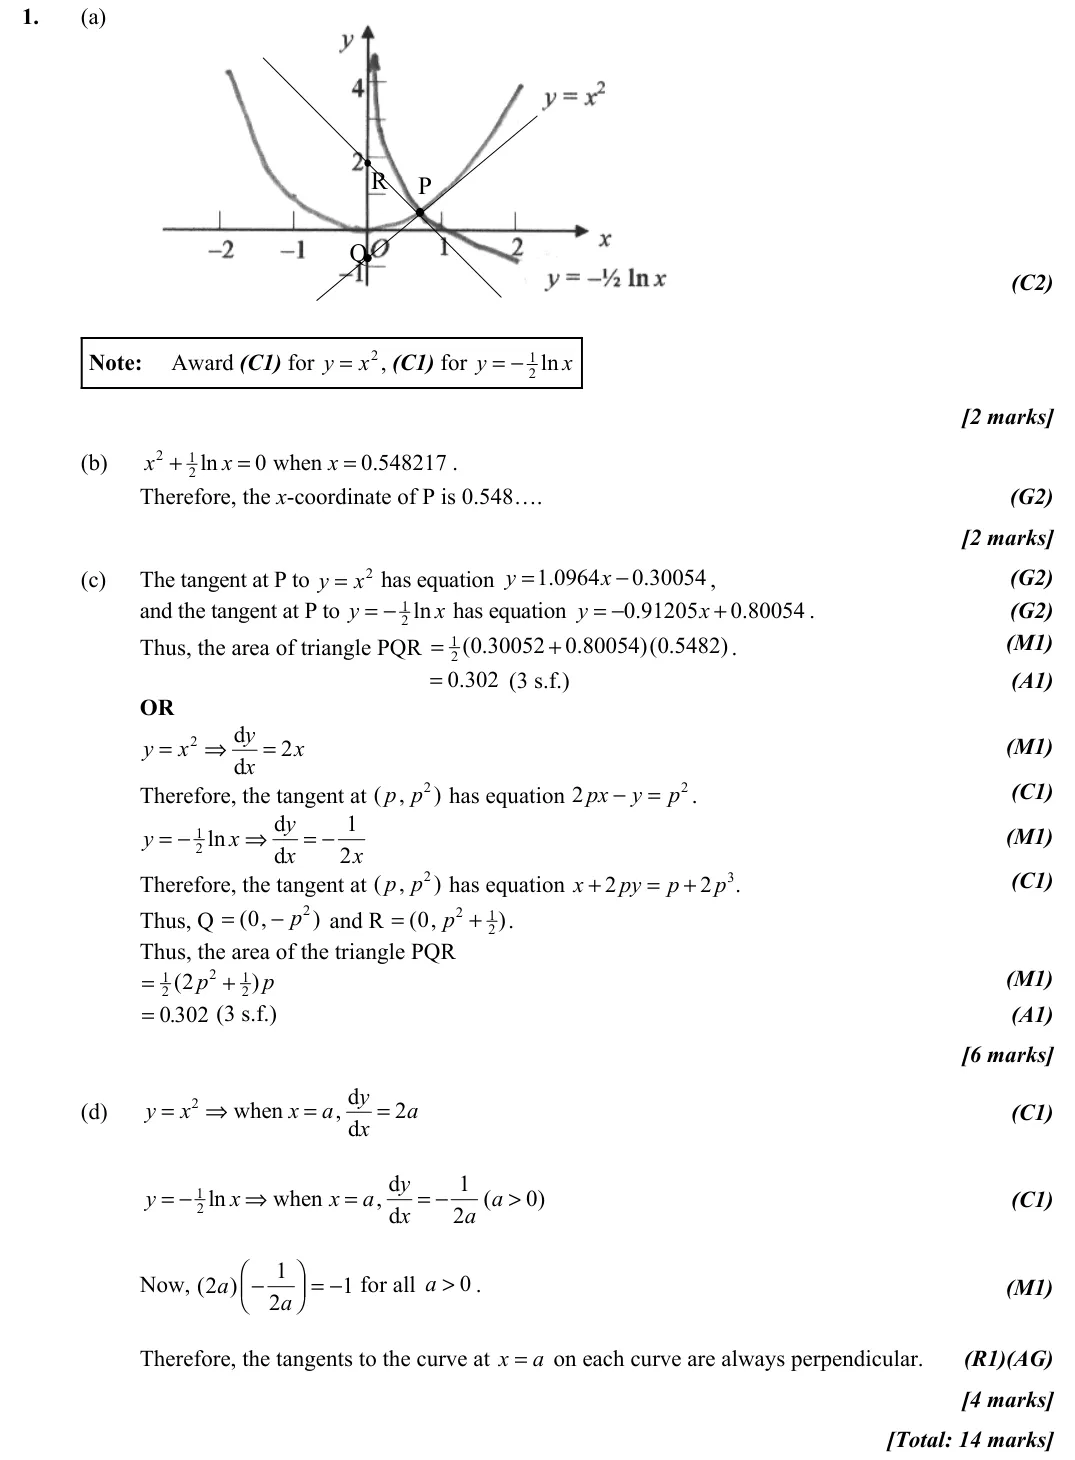 1. (a)
y
4
y = x²
2
R P
-2 -1 Q O 1 2 x
-1
y = -½ ln x
(C2)
Note: Award (C1) for y = x², (C1) for y = -½ ln x
[2 marks]
(b) x² + ½ ln x = 0 when x = 0.548217 .
Therefore, the x-coordinate of P is 0.548…. (G2)
[2 marks]
(c) The tangent at P to y = x² has equation y = 1.0964x − 0.30054 , (G2)
and the tangent at P to y = −½ ln x has equation y = −0.91205x + 0.80054 . (G2)
Thus, the area of triangle PQR = ½(0.30052 + 0.80054)(0.5482) . (M1)
= 0.302 (3 s.f.) (A1)
OR
y = x² ⇒ dy/dx = 2x (M1)
Therefore, the tangent at (p, p²) has equation 2px − y = p² . (C1)
y = −½ ln x ⇒ dy/dx = −1/2x (M1)
Therefore, the tangent at (p, p²) has equation x + 2py = p + 2p³. (C1)
Thus, Q = (0, − p²) and R = (0, p² + ½).
Thus, the area of the triangle PQR
= ½(2p² + ½)p (M1)
= 0.302 (3 s.f.) (A1)
[6 marks]
(d) y = x² ⇒ when x = a, dy/dx = 2a (C1)
y = −½ ln x ⇒ when x = a, dy/dx = −1/2a (a > 0) (C1)
Now, (2a)(−1/2a) = −1 for all a > 0 . (M1)
Therefore, the tangents to the curve at x = a on each curve are always perpendicular. (R1)(AG)
[4 marks]
[Total: 14 marks]